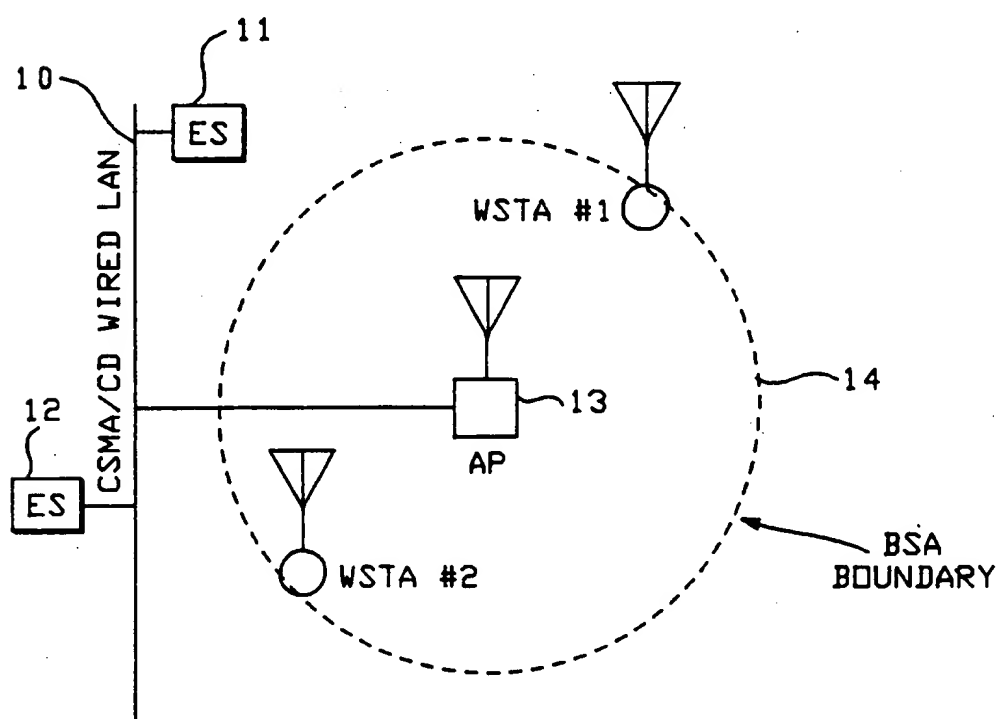 11
10
ES
CSMA/CD WIRED LAN
WSTA #1
14
13
12
AP
ES
WSTA #2
BSA
BOUNDARY